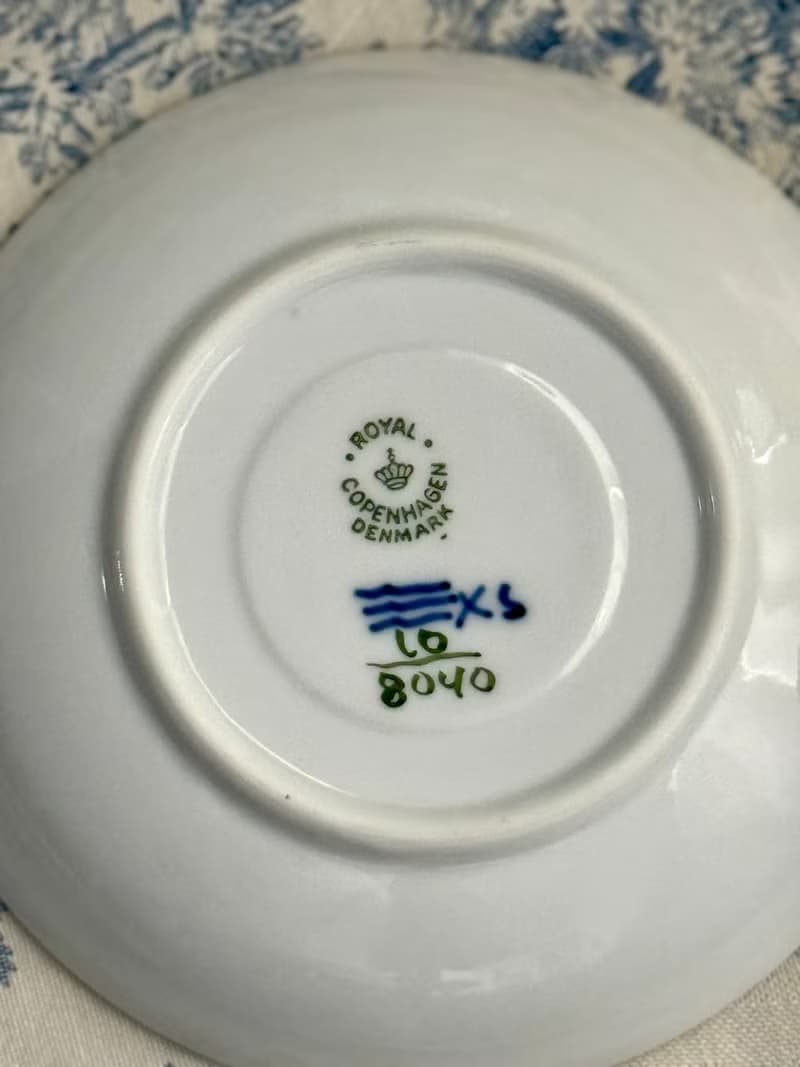 ROYAL
COPENHAGEN
DENMARK
XS
10
8040